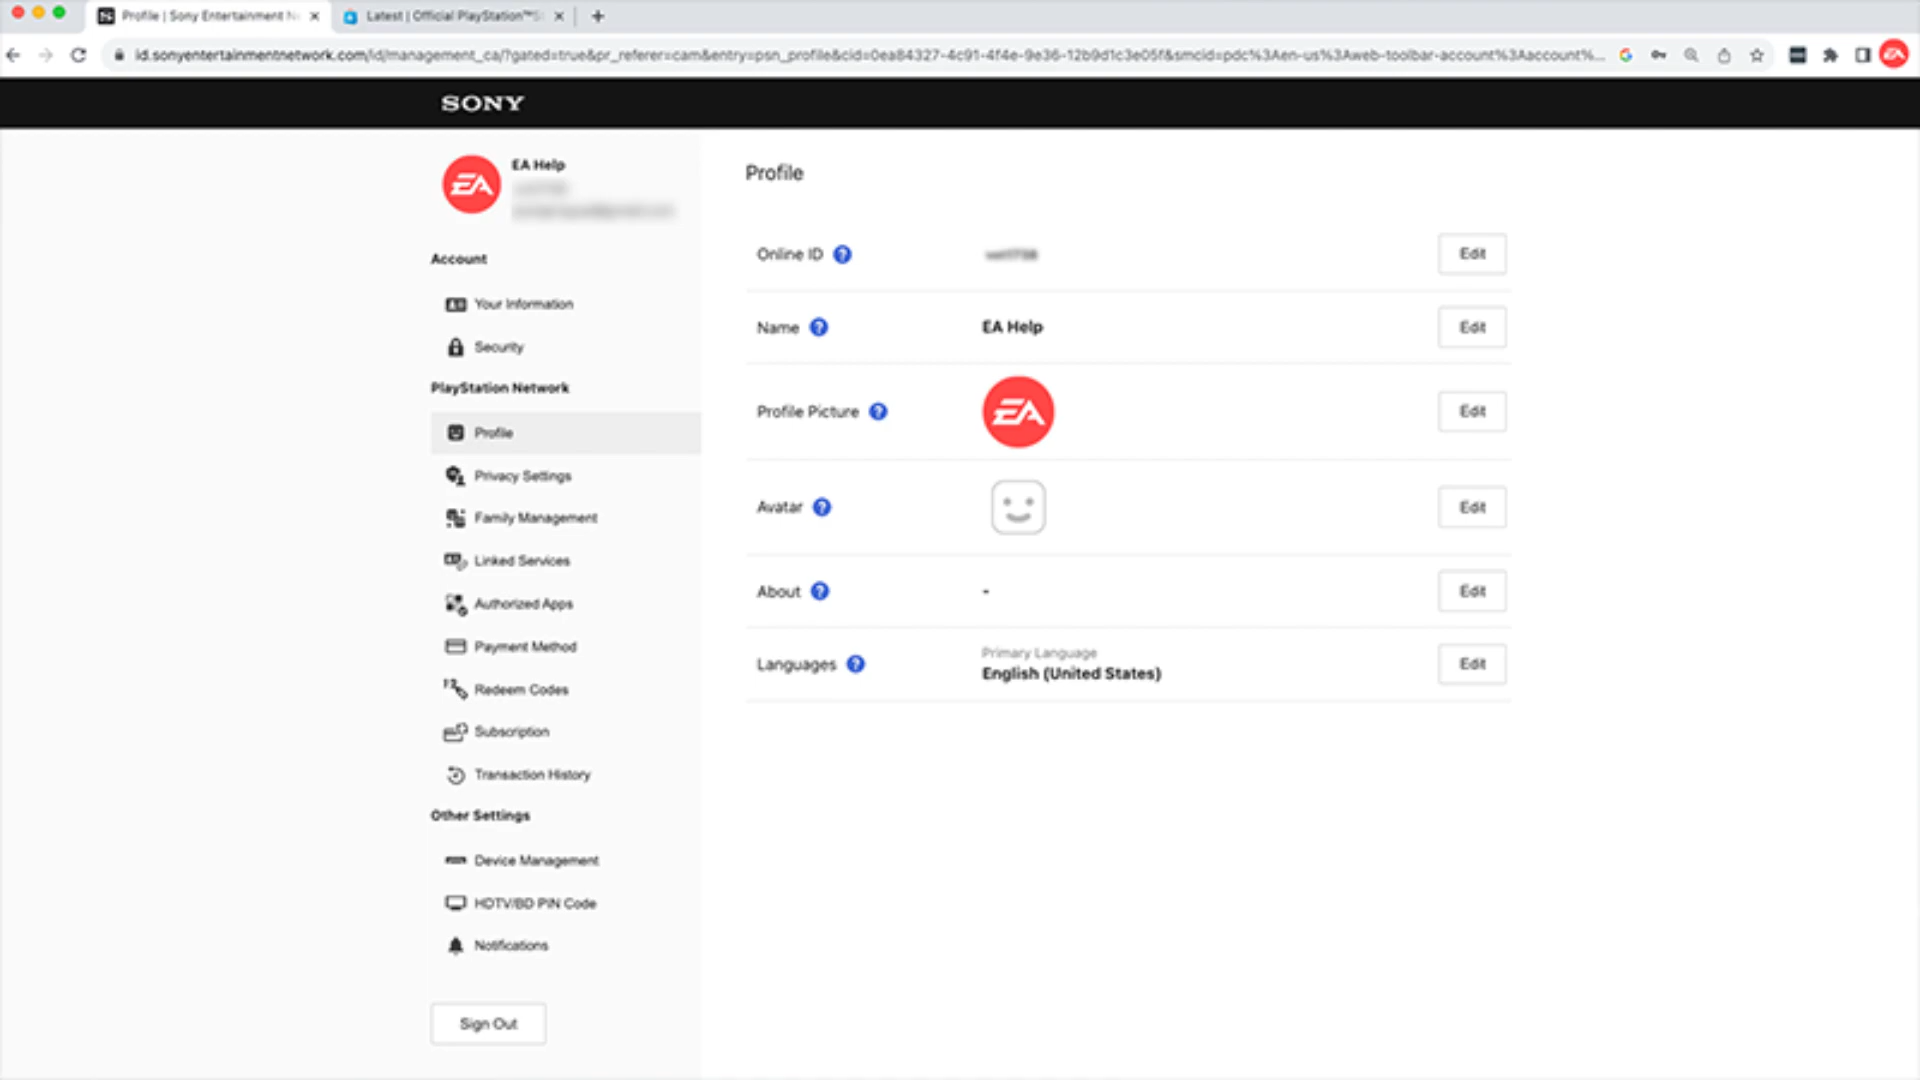 Profile | Sony Entertainment N
Latest | Official PlayStation™S
id.sonyentertainmentnetwork.com/id/management_ca/?gated=true&pr_referer=cam&entry=psn_profile&cid=0ea84327-4c91-4f4e-9e36-12b9d1c3e05f&smcid=pdc%3Aen-us%3Aweb-toolbar-account%3Aaccount%...
SONY
EA
EA Help
Account
Your Information
Security
PlayStation Network
Profile
Privacy Settings
Family Management
Linked Services
Authorized Apps
Payment Method
Redeem Codes
Subscription
Transaction History
Other Settings
Device Management
HDTV/BD PIN Code
Notifications
Sign Out
Profile
Online ID ? Edit
Name ? EA Help Edit
Profile Picture ? EA Edit
Avatar ? Edit
About ? - Edit
Languages ? Primary Language Edit
English (United States)